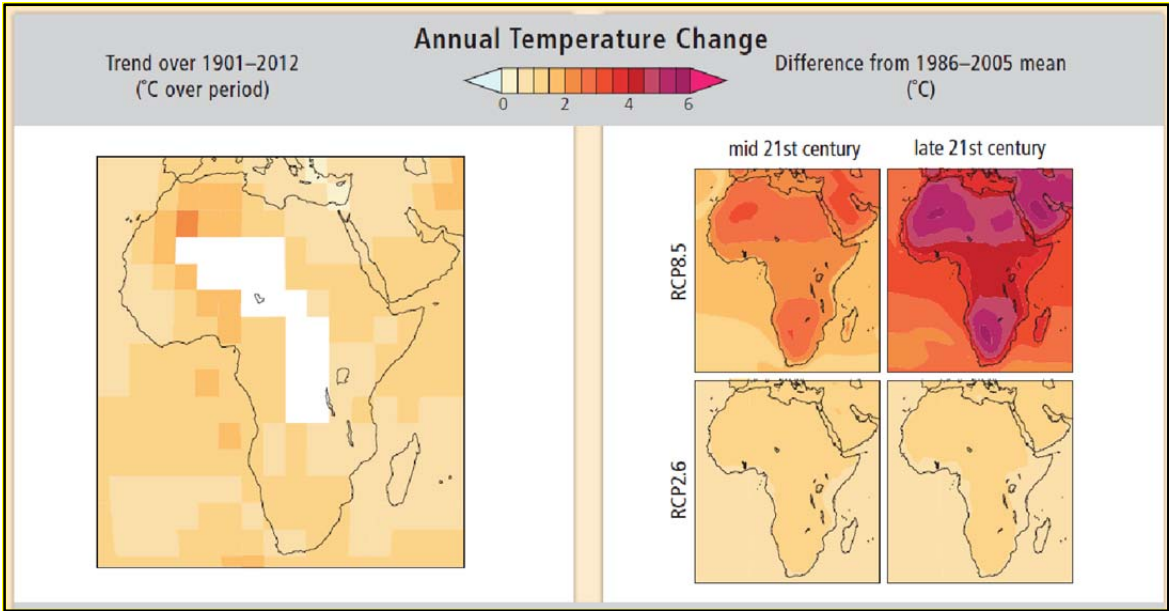 Annual Temperature Change
Trend over 1901–2012
(˚C over period)
0 2 4 6
Difference from 1986–2005 mean
(˚C)
mid 21st century
late 21st century
RCP8.5
RCP2.6